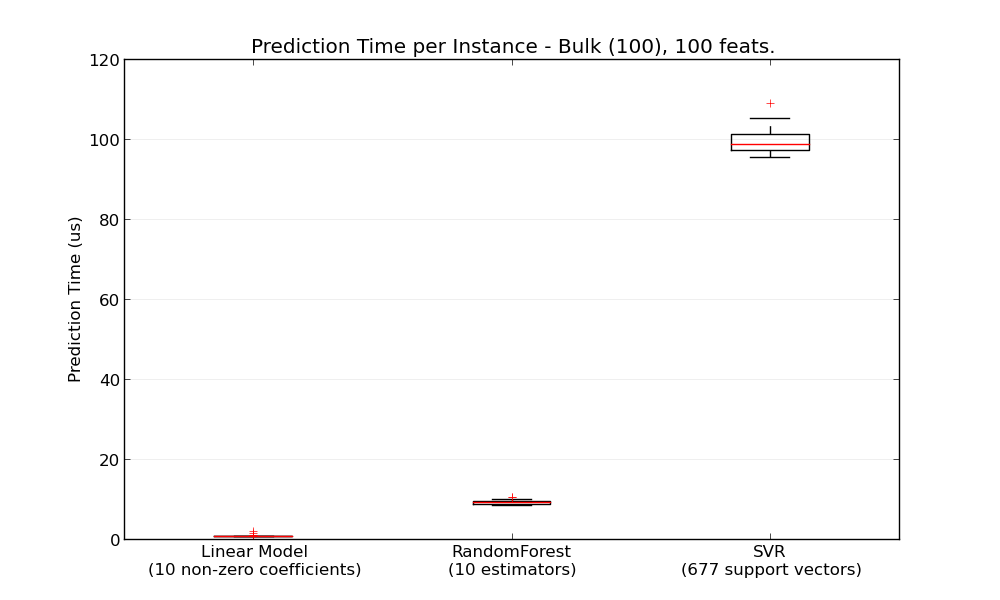 Prediction Time per Instance - Bulk (100), 100 feats.
120
100
80
60
40
20
0
Prediction Time (us)
Linear Model
(10 non-zero coefficients)
RandomForest
(10 estimators)
SVR
(677 support vectors)